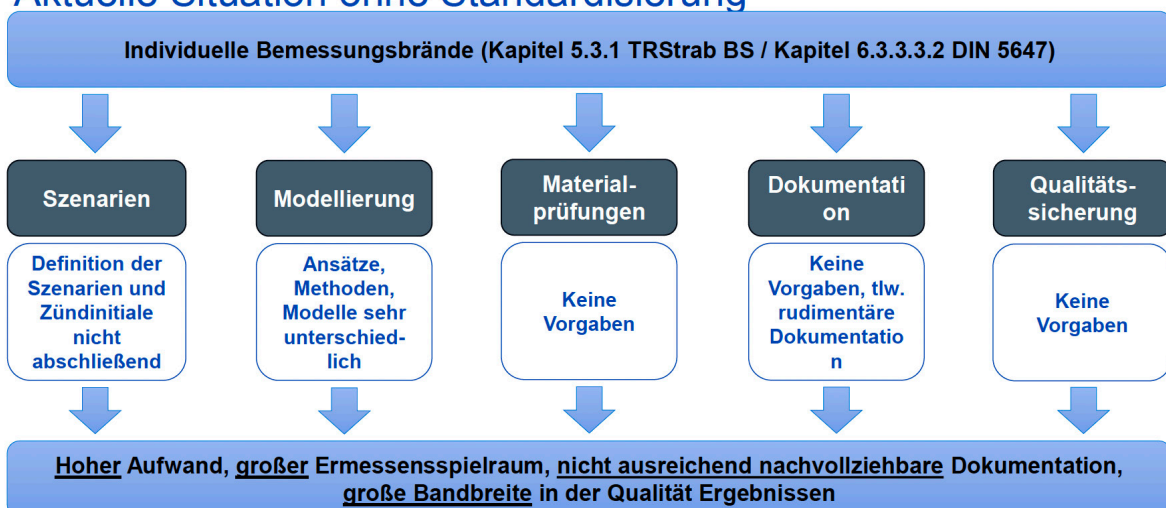 Aktuelle Situation ohne Standardisierung
Individuelle Bemessungsbrände (Kapitel 5.3.1 TRStrab BS / Kapitel 6.3.3.3.2 DIN 5647)
Szenarien
Modellierung
Material-
prüfungen
Dokumentati
on
Qualitäts-
sicherung
Definition der
Szenarien und
Zündinitiale
nicht
abschließend
Ansätze,
Methoden,
Modelle sehr
unterschied-
lich
Keine
Vorgaben
Keine
Vorgaben, tlw.
rudimentäre
Dokumentatio
n
Keine
Vorgaben
Hoher Aufwand, großer Ermessensspielraum, nicht ausreichend nachvollziehbare Dokumentation,
große Bandbreite in der Qualität Ergebnissen